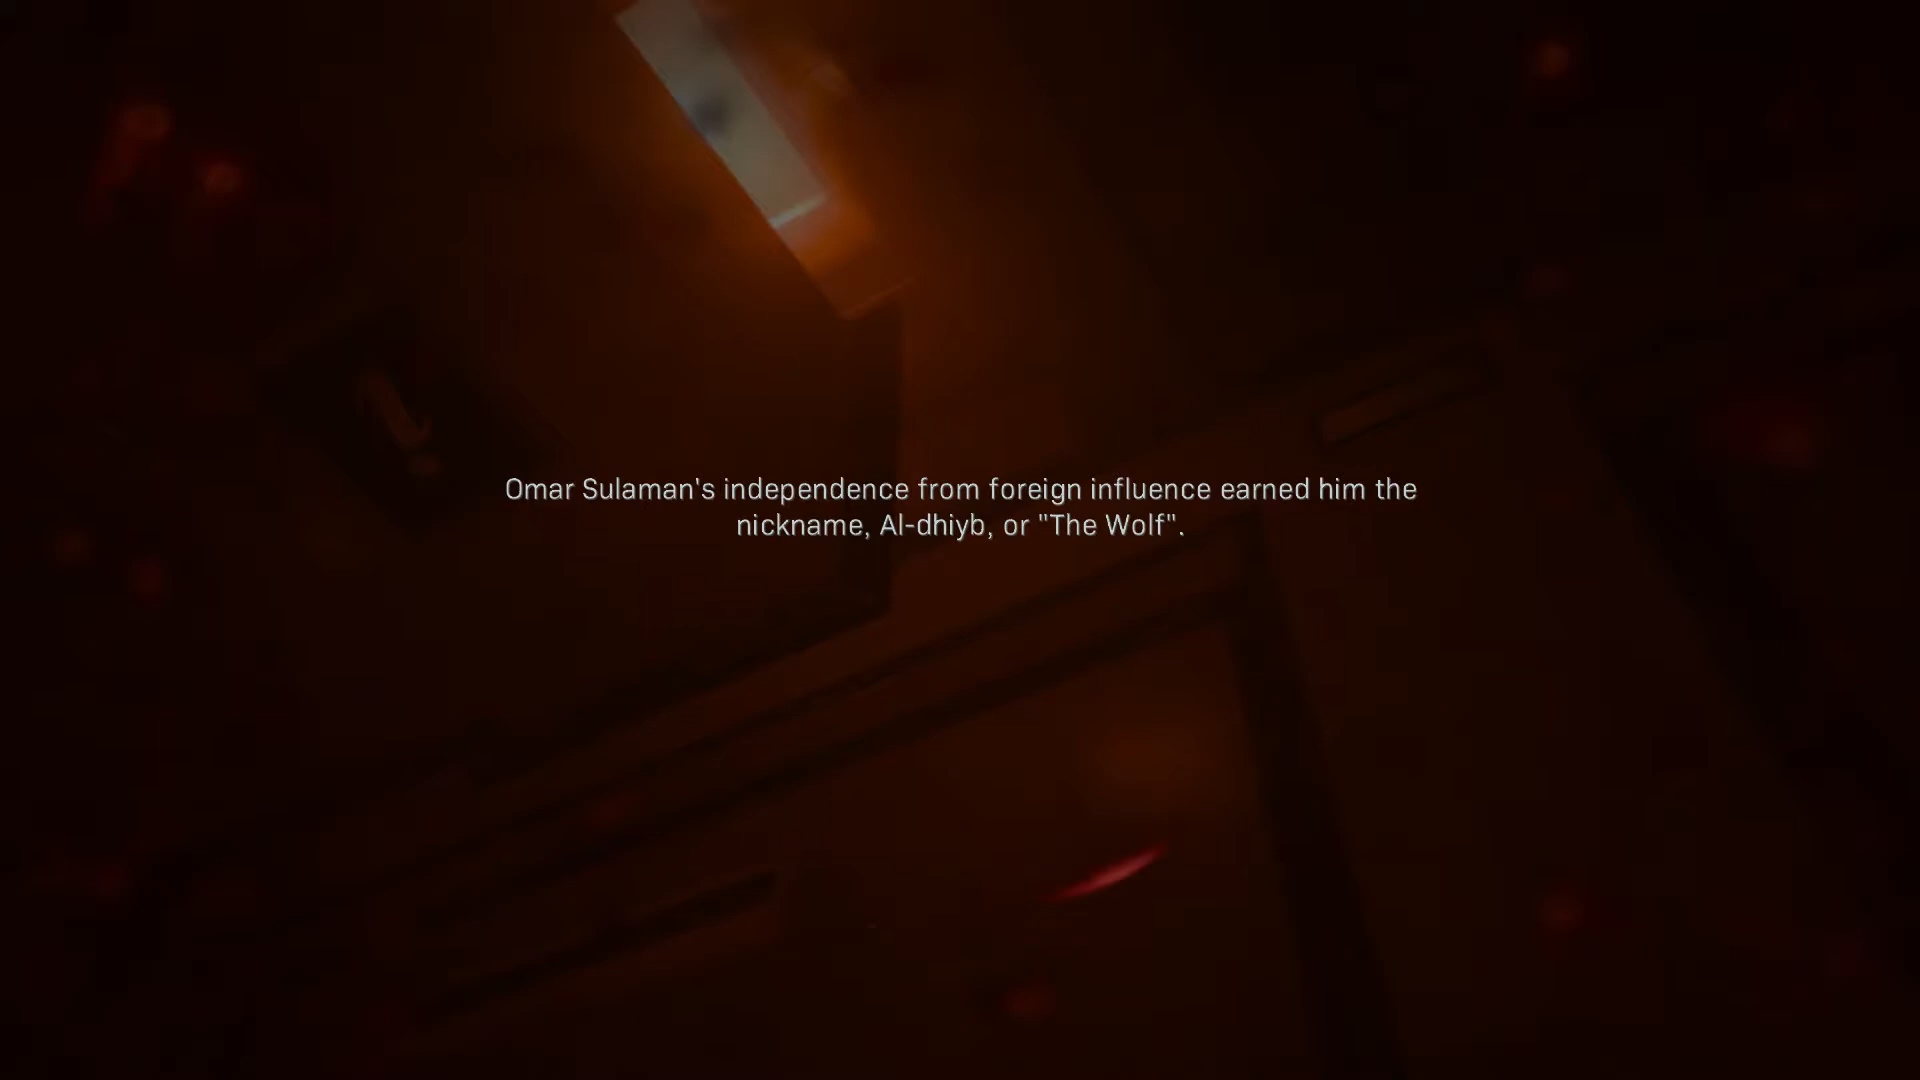 Omar Sulaman's independence from foreign influence earned him the
nickname, Al-dhiyb, or "The Wolf".